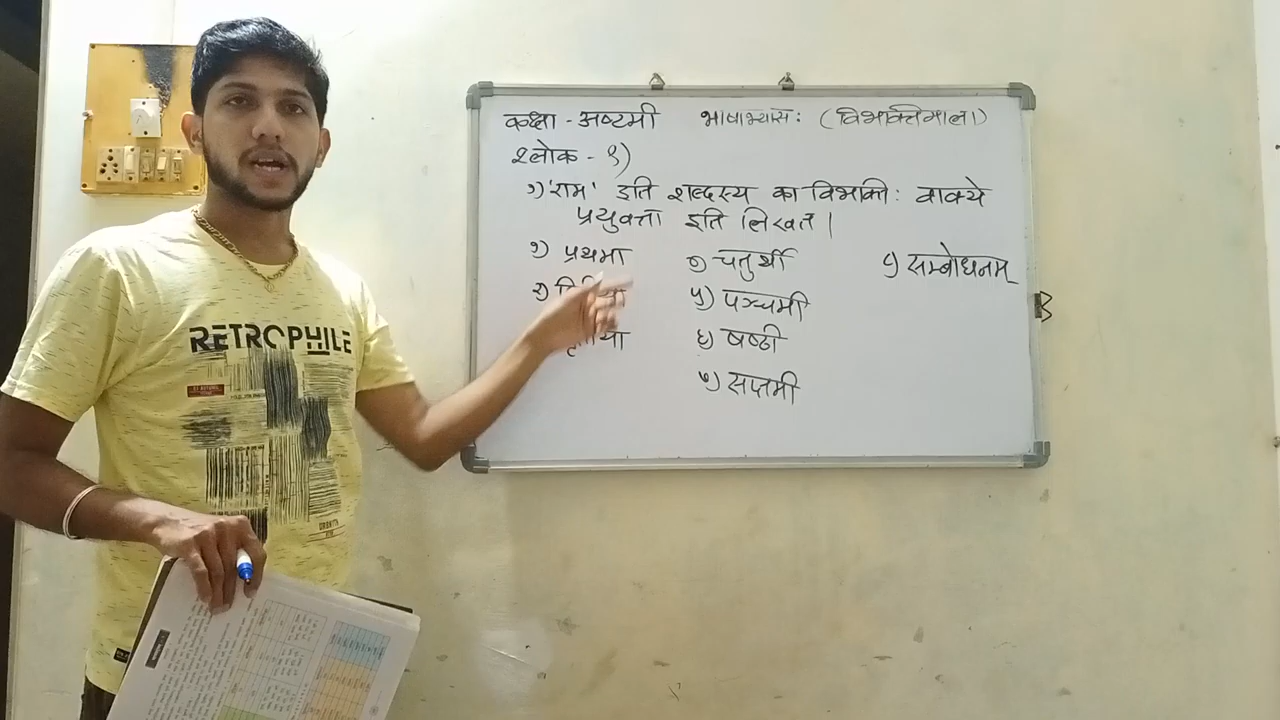 कक्षा - अष्टमी भाषाभ्यासः (विभक्तिमाला)
श्लोक - १)
१) 'राम' इति शब्दस्य का विभाक्तिः वाक्ये
प्रयुक्ता इति लिखत।
१) प्रथमा ४) चतुर्थी ८) सम्बोधनम्
२) ५) पञ्चमी
६) षष्ठी
७) सप्तमी
RETROPHILE